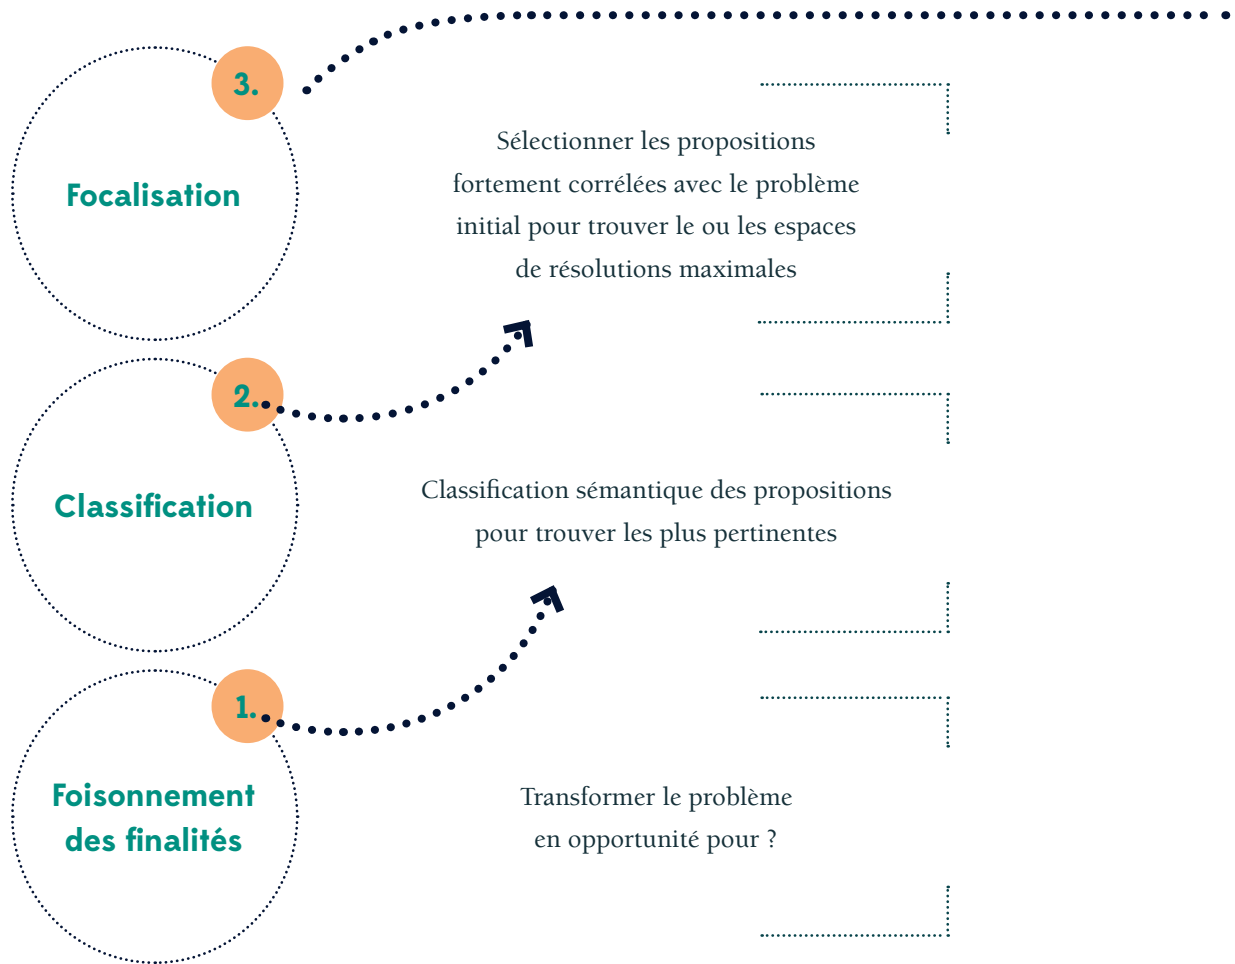 3.
Focalisation
Sélectionner les propositions
fortement corrélées avec le problème
initial pour trouver le ou les espaces
de résolutions maximales
2.
Classification
Classification sémantique des propositions
pour trouver les plus pertinentes
1.
Foisonnement
des finalités
Transformer le problème
en opportunité pour ?